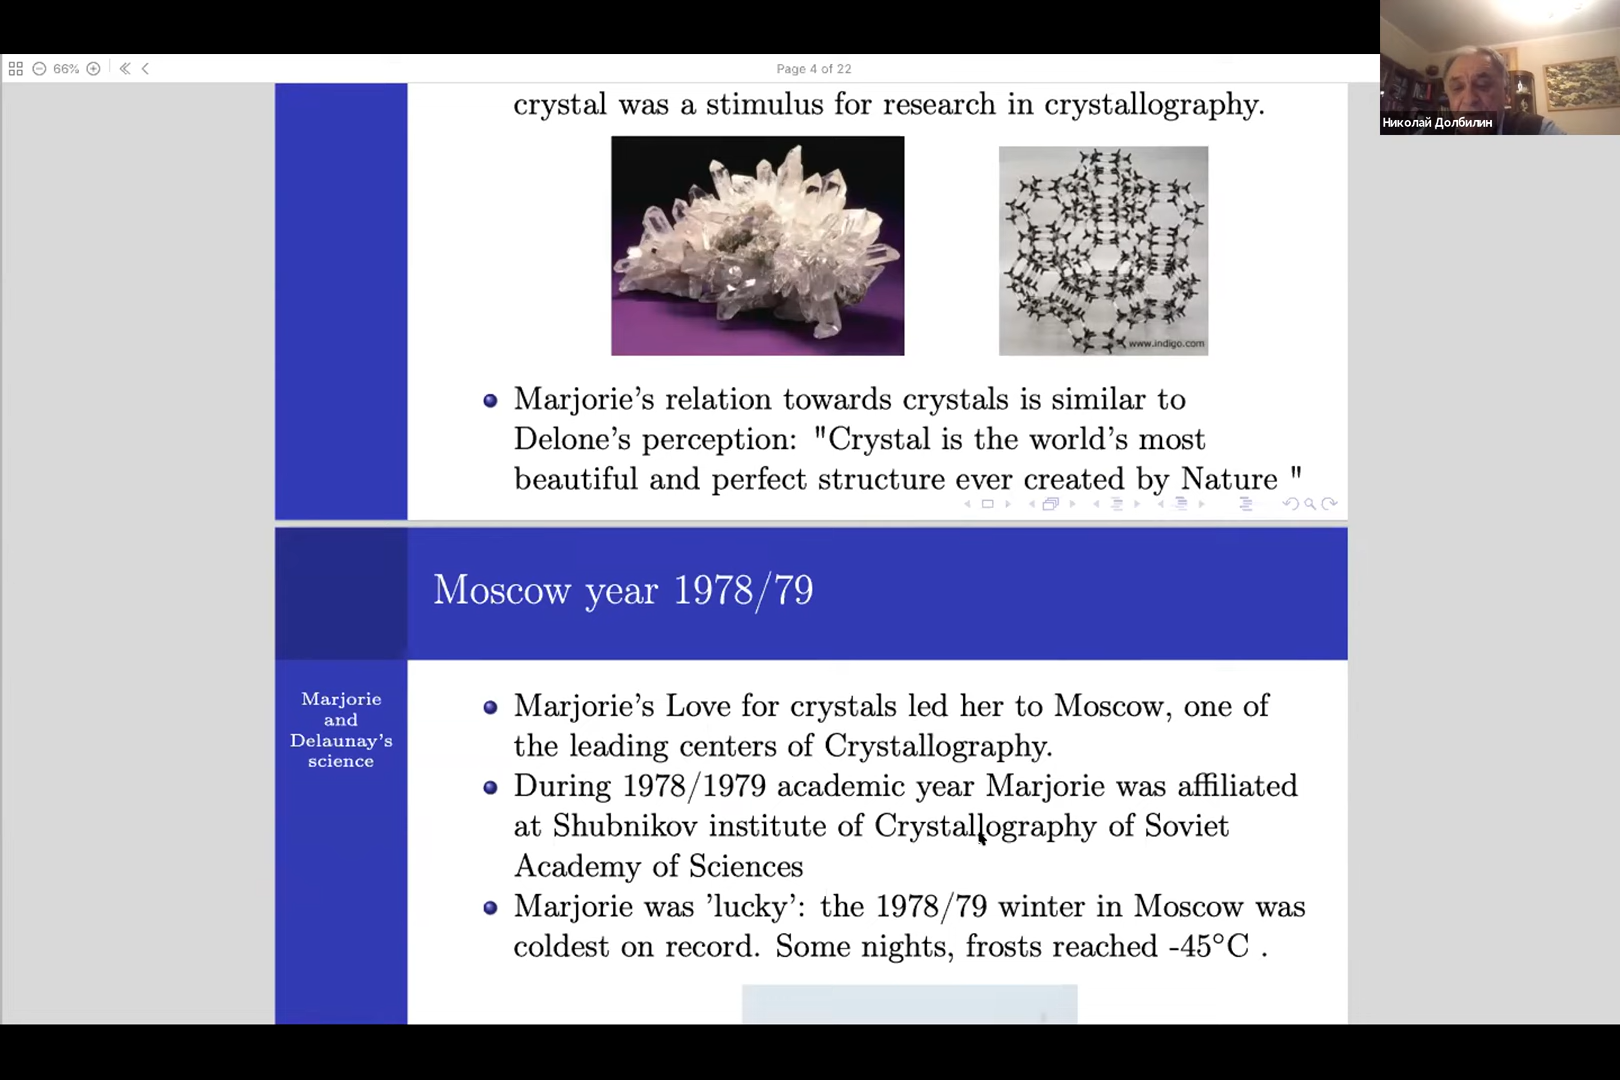 66%
Page 4 of 22
Николай Долбилин
crystal was a stimulus for research in crystallography.
www.indigo.com
Marjorie's relation towards crystals is similar to
Delone's perception: "Crystal is the world's most
beautiful and perfect structure ever created by Nature "
Moscow year 1978/79
Marjorie
and
Delaunay's
science
Marjorie's Love for crystals led her to Moscow, one of
the leading centers of Crystallography.
During 1978/1979 academic year Marjorie was affiliated
at Shubnikov institute of Crystallography of Soviet
Academy of Sciences
Marjorie was 'lucky': the 1978/79 winter in Moscow was
coldest on record. Some nights, frosts reached -45°C .